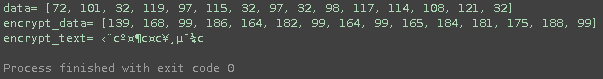 data= [72, 101, 32, 119, 97, 115, 32, 97, 32, 98, 117, 114, 108, 121, 32]
encrypt_data= [139, 168, 99, 186, 164, 182, 99, 164, 99, 165, 184, 181, 175, 188, 99]
encrypt_text= ‹¨cº¤¶c¤c¥¸µ¯¼c
Process finished with exit code 0